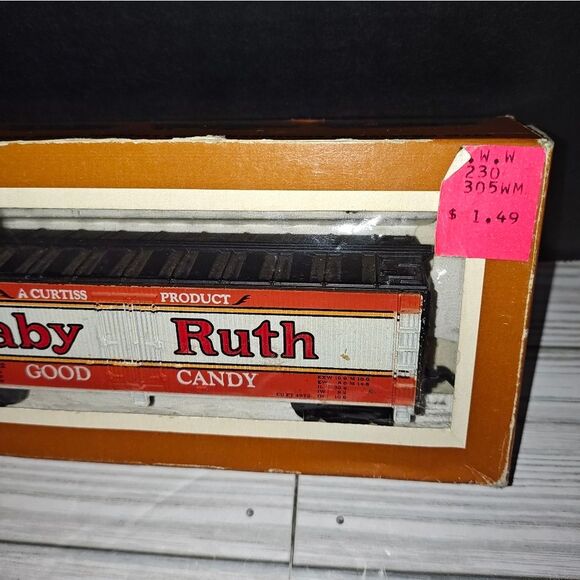 .W.W
230
305WM
$ 1.49
A CURTISS PRODUCT
aby Ruth
GOOD CANDY